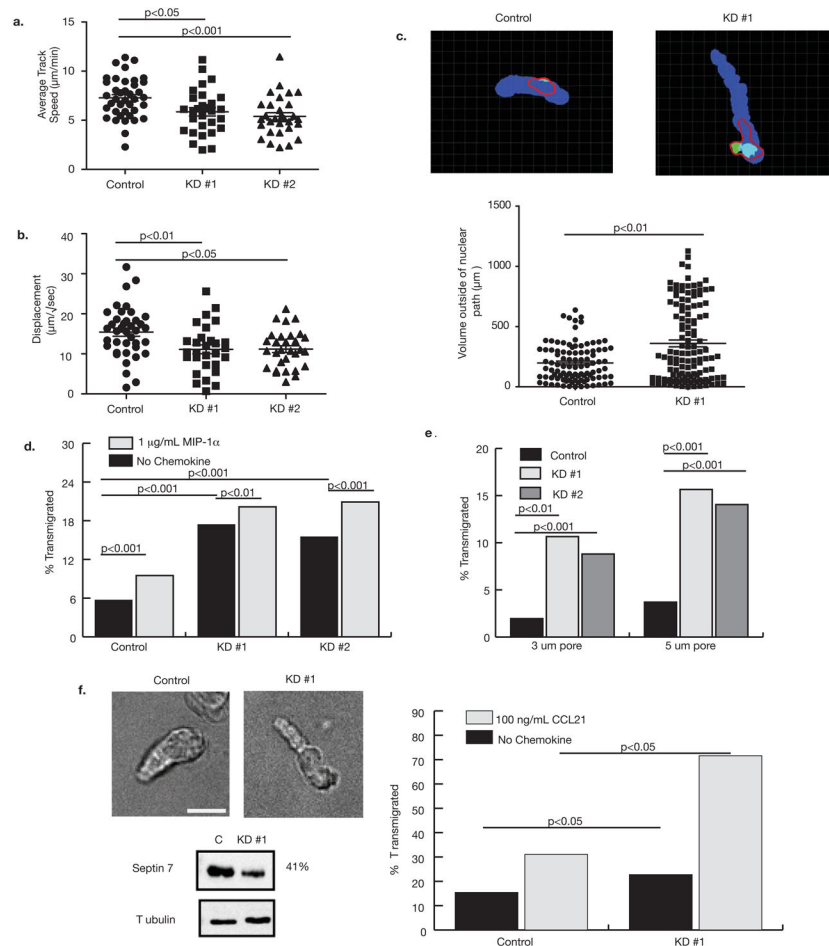 a.
p<0.05
p<0.001
15
10
5
0
Average Track
Speed (μm/min)
Control
KD #1
KD #2
b.
p<0.01
p<0.05
40
30
20
10
0
Displacement
(μm/√sec)
Control
KD #1
KD #2
c.
Control
KD #1
1500
1000
500
0
p<0.01
Volume outside of nuclear
path (μm )
Control
KD #1
d.
1 μg/mL MIP-1α
No Chemokine
30
24
18
12
6
0
% Transmigrated
p<0.001
p<0.001
p<0.01
p<0.001
p<0.001
Control
KD #1
KD #2
e.
Control
KD #1
KD #2
20
15
10
5
0
% Transmigrated
p<0.001
p<0.001
p<0.01
p<0.001
3 um pore
5 um pore
f.
Control
KD #1
C KD #1
Septin 7
41%
T ubulin
100 ng/mL CCL21
No Chemokine
90
80
70
60
50
40
30
20
10
0
% T ransmigrated
p<0.05
p<0.05
Control
KD #1